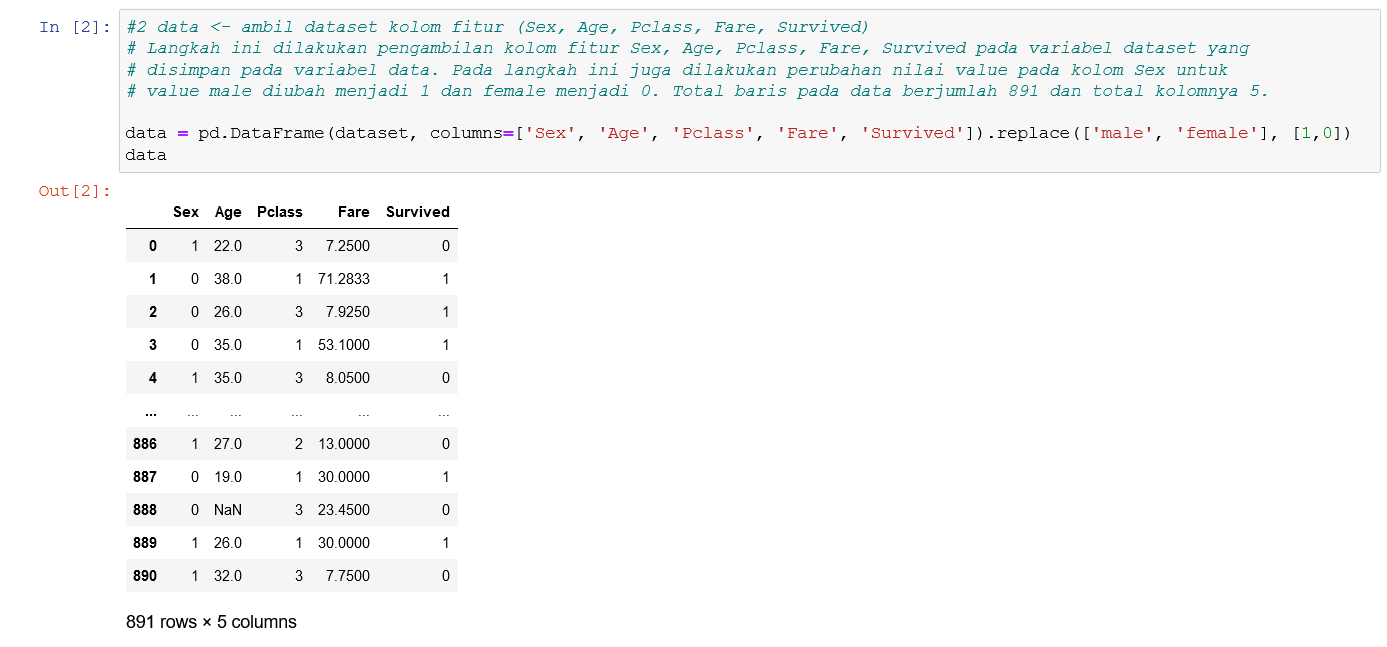 In [2]: #2 data <- ambil dataset kolom fitur (Sex, Age, Pclass, Fare, Survived)
# Langkah ini dilakukan pengambilan kolom fitur Sex, Age, Pclass, Fare, Survived pada variabel dataset yang
# disimpan pada variabel data. Pada langkah ini juga dilakukan perubahan nilai value pada kolom Sex untuk
# value male diubah menjadi 1 dan female menjadi 0. Total baris pada data berjumlah 891 dan total kolomnya 5.
data = pd.DataFrame(dataset, columns=['Sex', 'Age', 'Pclass', 'Fare', 'Survived']).replace(['male', 'female'], [1,0])
data
Out[2]:
Sex Age Pclass Fare Survived
0 1 22.0 3 7.2500 0
1 0 38.0 1 71.2833 1
2 0 26.0 3 7.9250 1
3 0 35.0 1 53.1000 1
4 1 35.0 3 8.0500 0
... ... ... ... ... ...
886 1 27.0 2 13.0000 0
887 0 19.0 1 30.0000 1
888 0 NaN 3 23.4500 0
889 1 26.0 1 30.0000 1
890 1 32.0 3 7.7500 0
891 rows × 5 columns